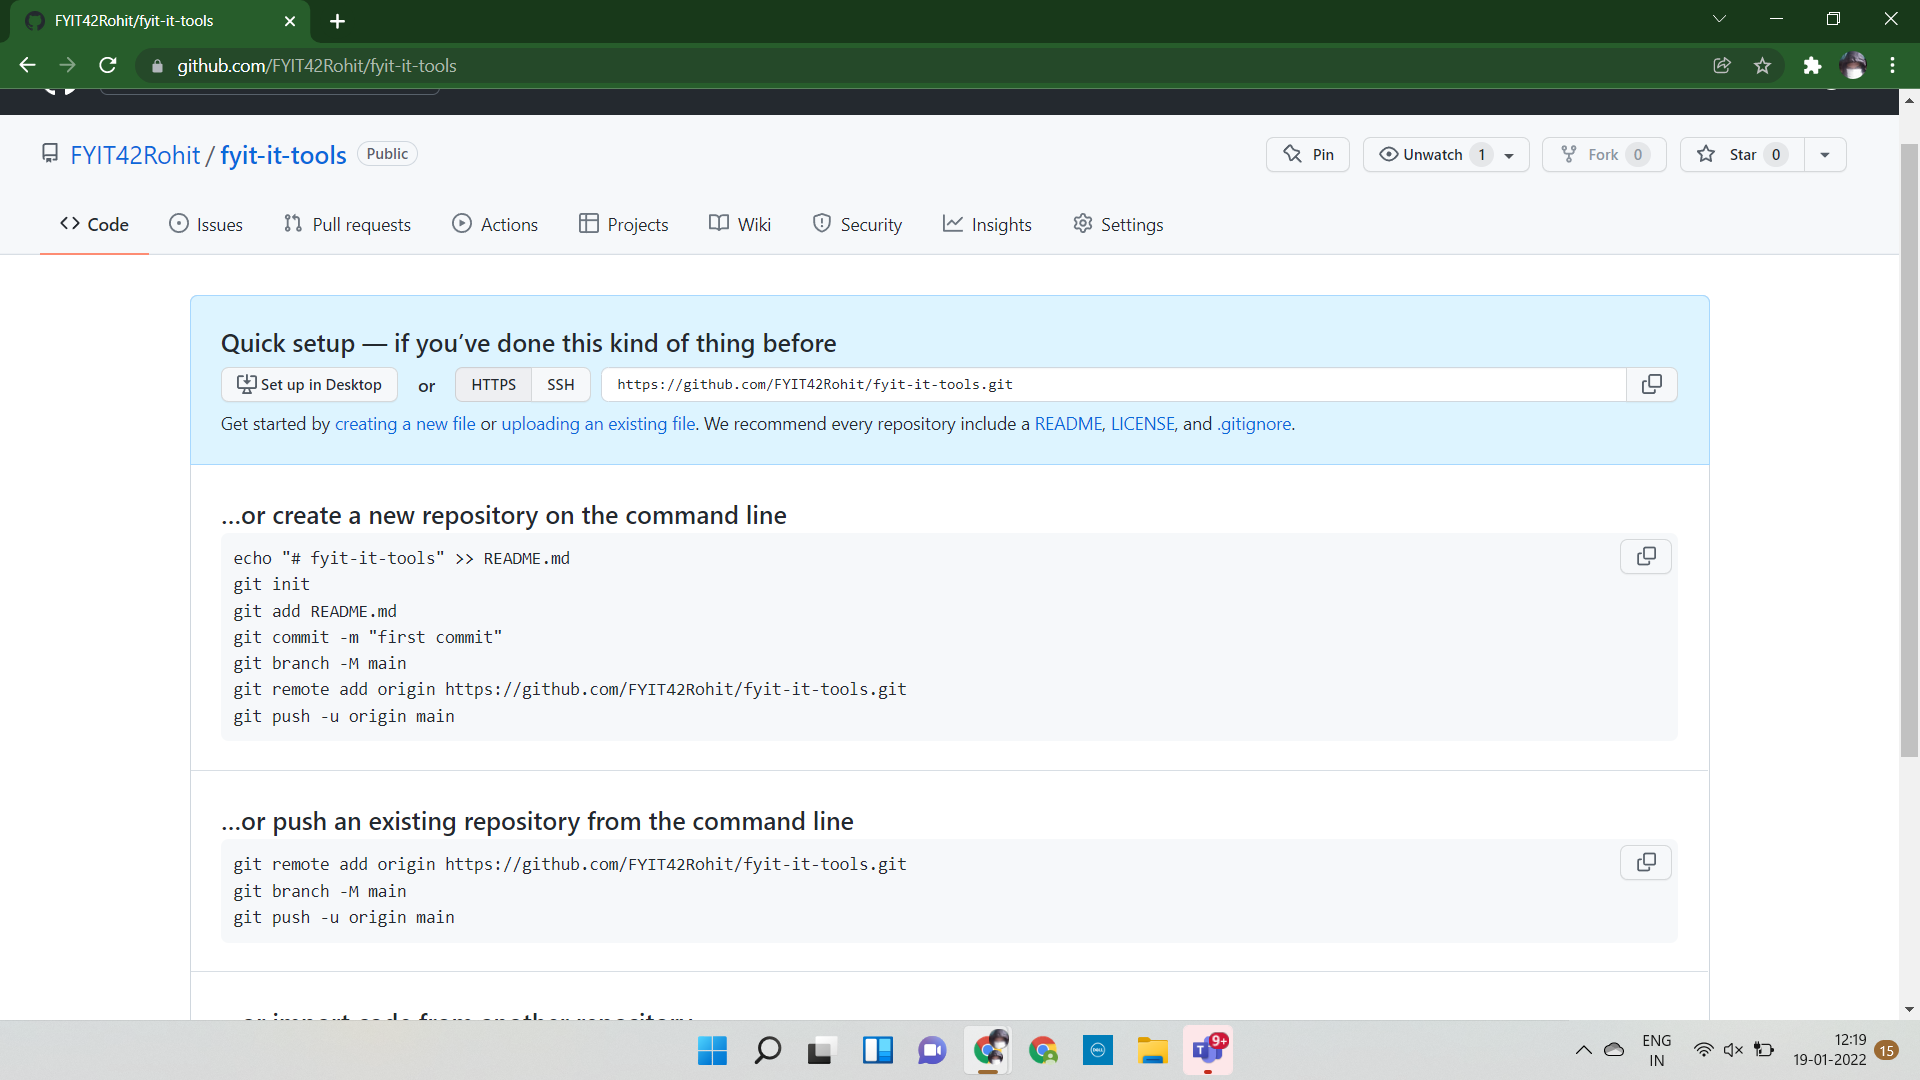 FYIT42Rohit/fyit-it-tools
github.com/FYIT42Rohit/fyit-it-tools
FYIT42Rohit / fyit-it-tools Public
Pin
Unwatch 1
Fork 0
Star 0
Code
Issues
Pull requests
Actions
Projects
Wiki
Security
Insights
Settings
Quick setup — if you’ve done this kind of thing before
Set up in Desktop or HTTPS SSH https://github.com/FYIT42Rohit/fyit-it-tools.git
Get started by creating a new file or uploading an existing file. We recommend every repository include a README, LICENSE, and .gitignore.
…or create a new repository on the command line
echo "# fyit-it-tools" >> README.md
git init
git add README.md
git commit -m "first commit"
git branch -M main
git remote add origin https://github.com/FYIT42Rohit/fyit-it-tools.git
git push -u origin main
…or push an existing repository from the command line
git remote add origin https://github.com/FYIT42Rohit/fyit-it-tools.git
git branch -M main
git push -u origin main
…or import code from another repository
DELL
T
9+
ENG
IN
12:19
19-01-2022
15